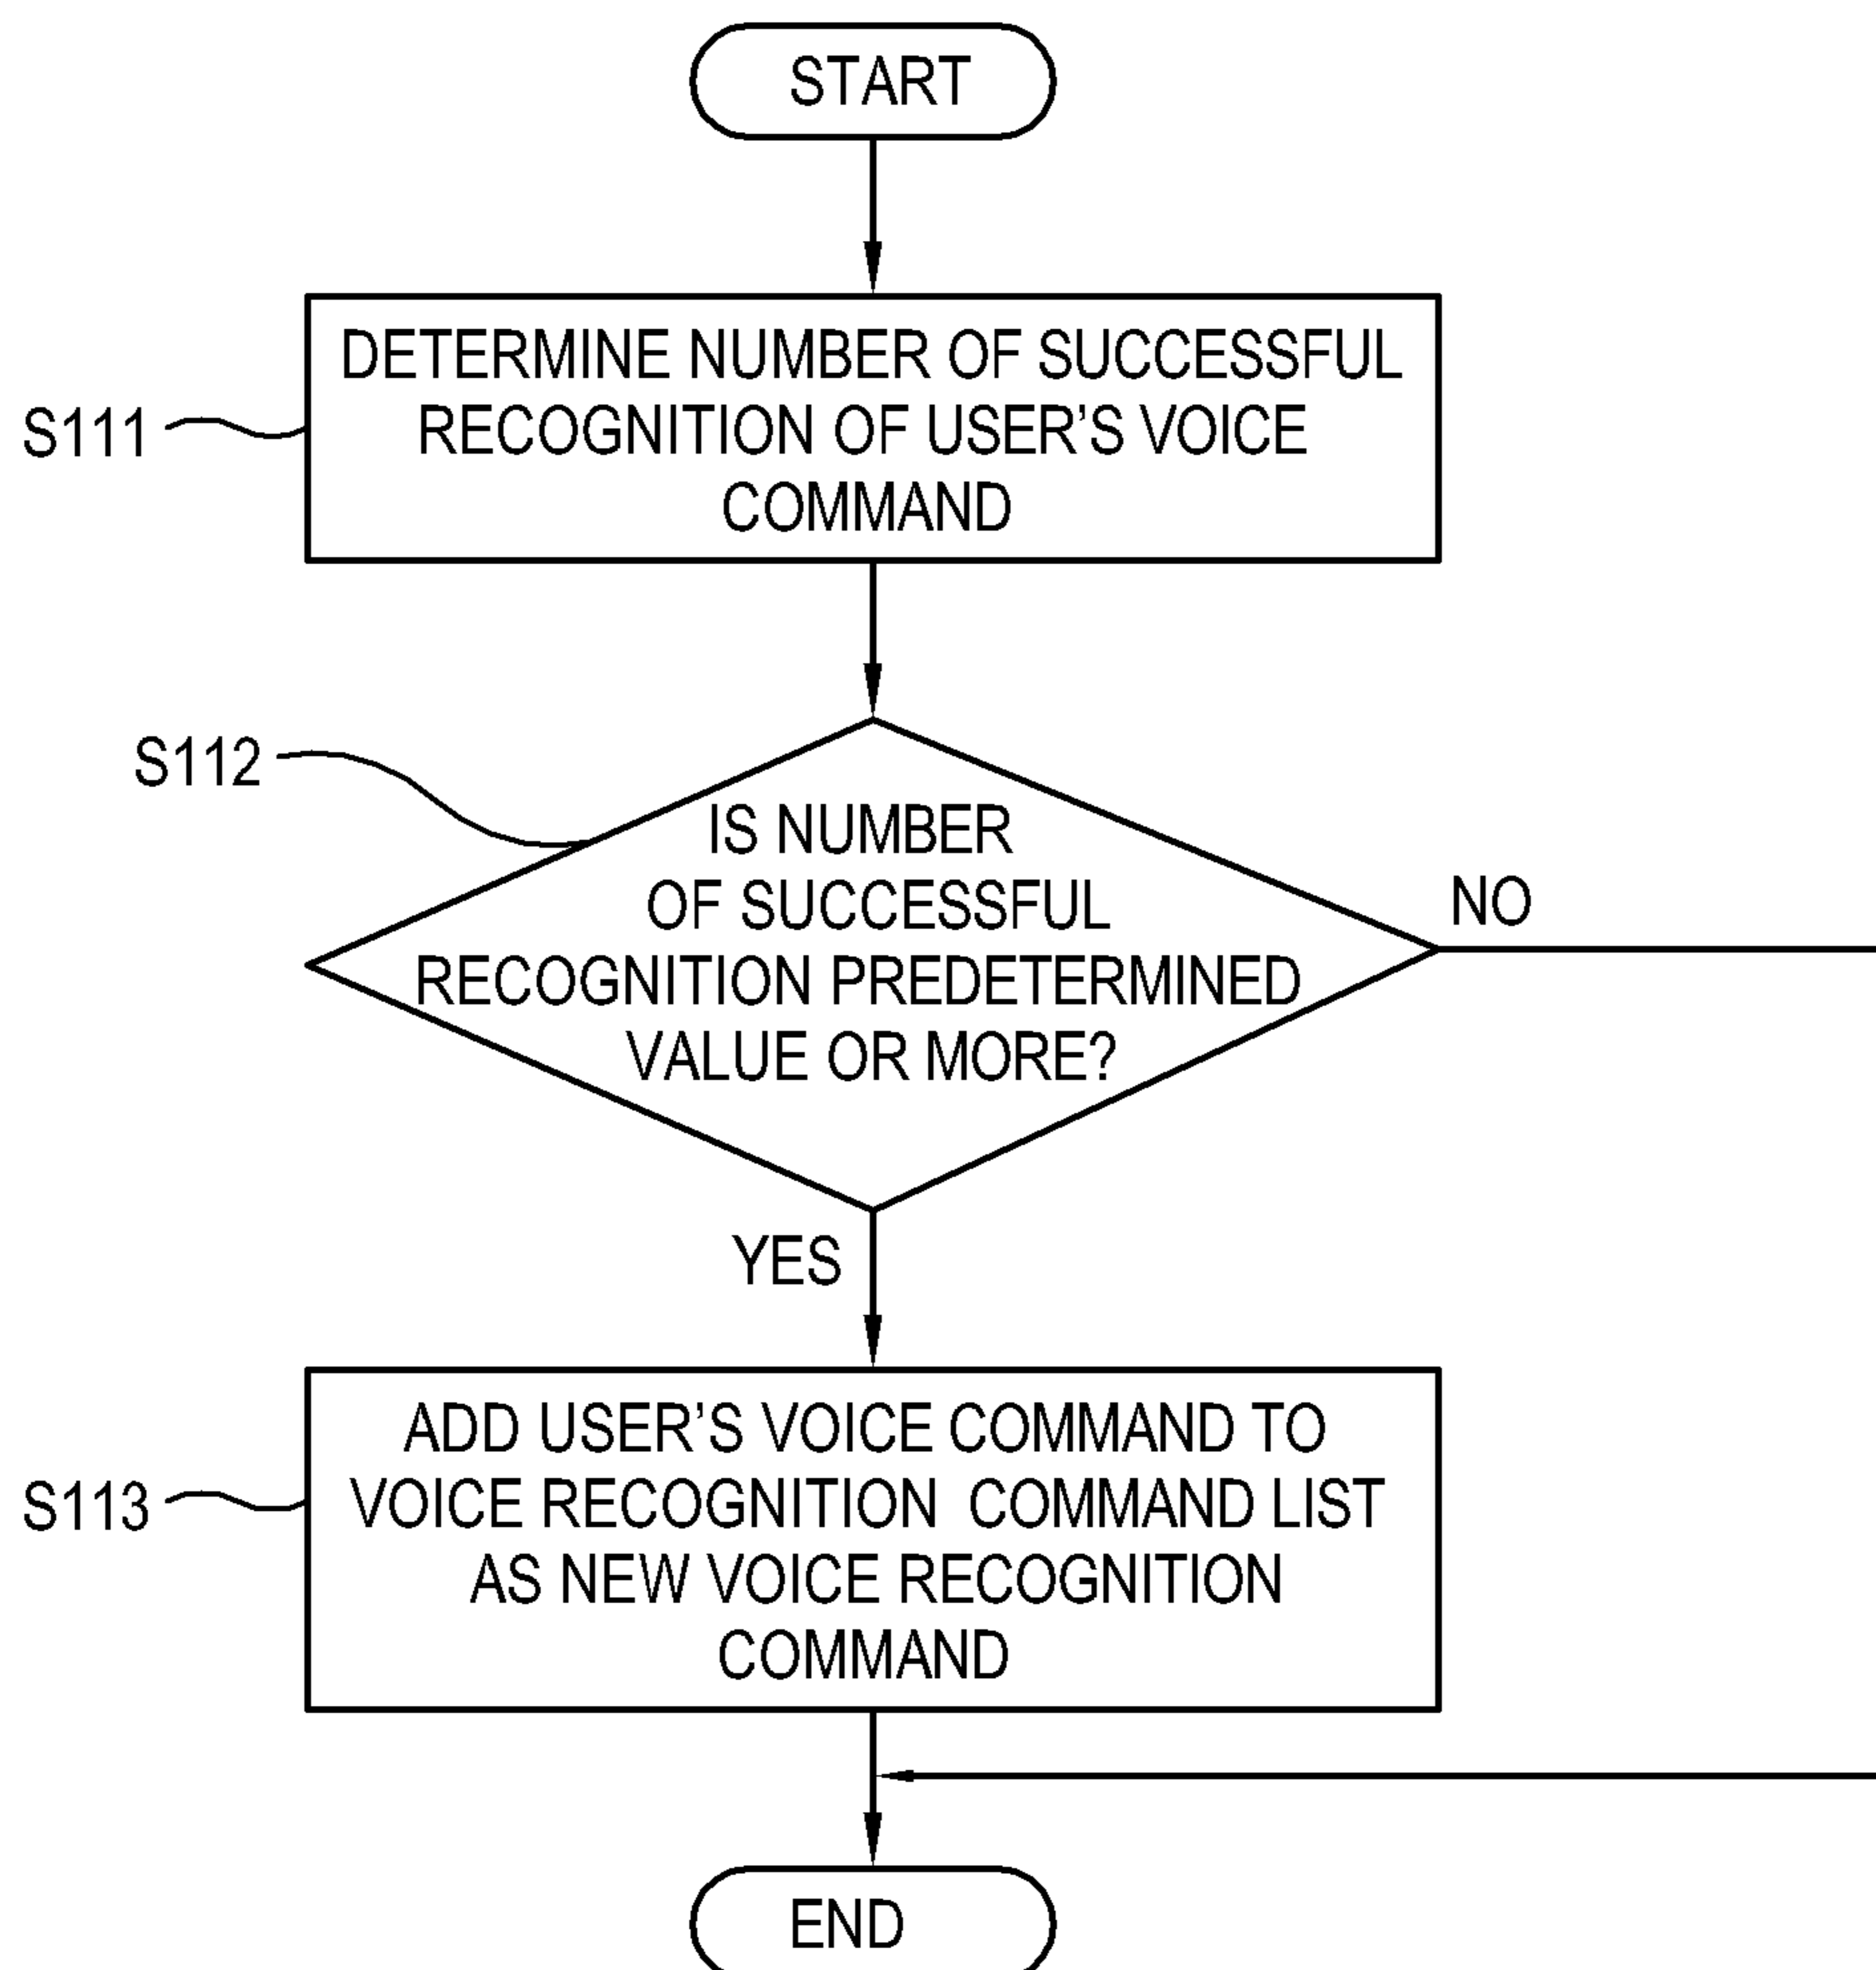 START
DETERMINE NUMBER OF SUCCESSFUL
RECOGNITION OF USER'S VOICE
COMMAND
S111
S112
IS NUMBER
OF SUCCESSFUL
RECOGNITION PREDETERMINED
VALUE OR MORE?
NO
YES
ADD USER'S VOICE COMMAND TO
VOICE RECOGNITION COMMAND LIST
AS NEW VOICE RECOGNITION
COMMAND
S113
END